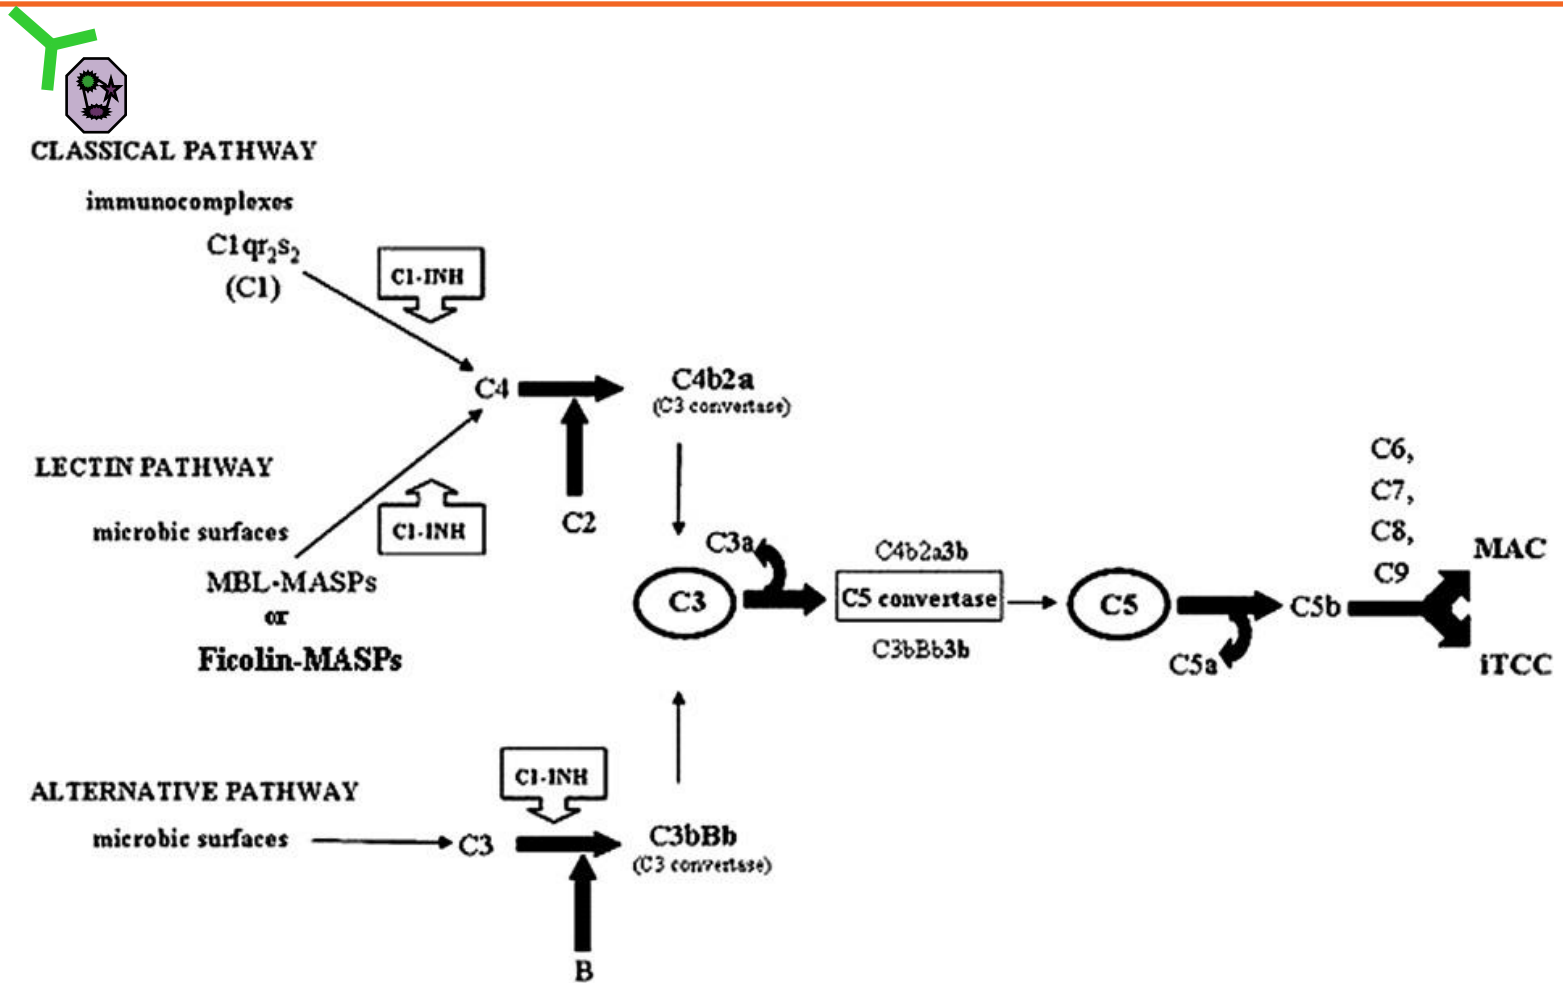 CLASSICAL PATHWAY
immunocomplexes
C1qr₂s₂
(C1)
C1-INH
C4
C4b2a
(C3 convertase)
LECTIN PATHWAY
microbic surfaces
C1-INH
C2
MBL-MASPs
or
Ficolin-MASPs
C3a
C3
C4b2a3b
C5 convertase
C3bBb3b
C5
C5a
C5b
C6,
C7,
C8,
C9
MAC
iTCC
ALTERNATIVE PATHWAY
microbic surfaces
C3
C1-INH
C3bBb
(C3 convertase)
B